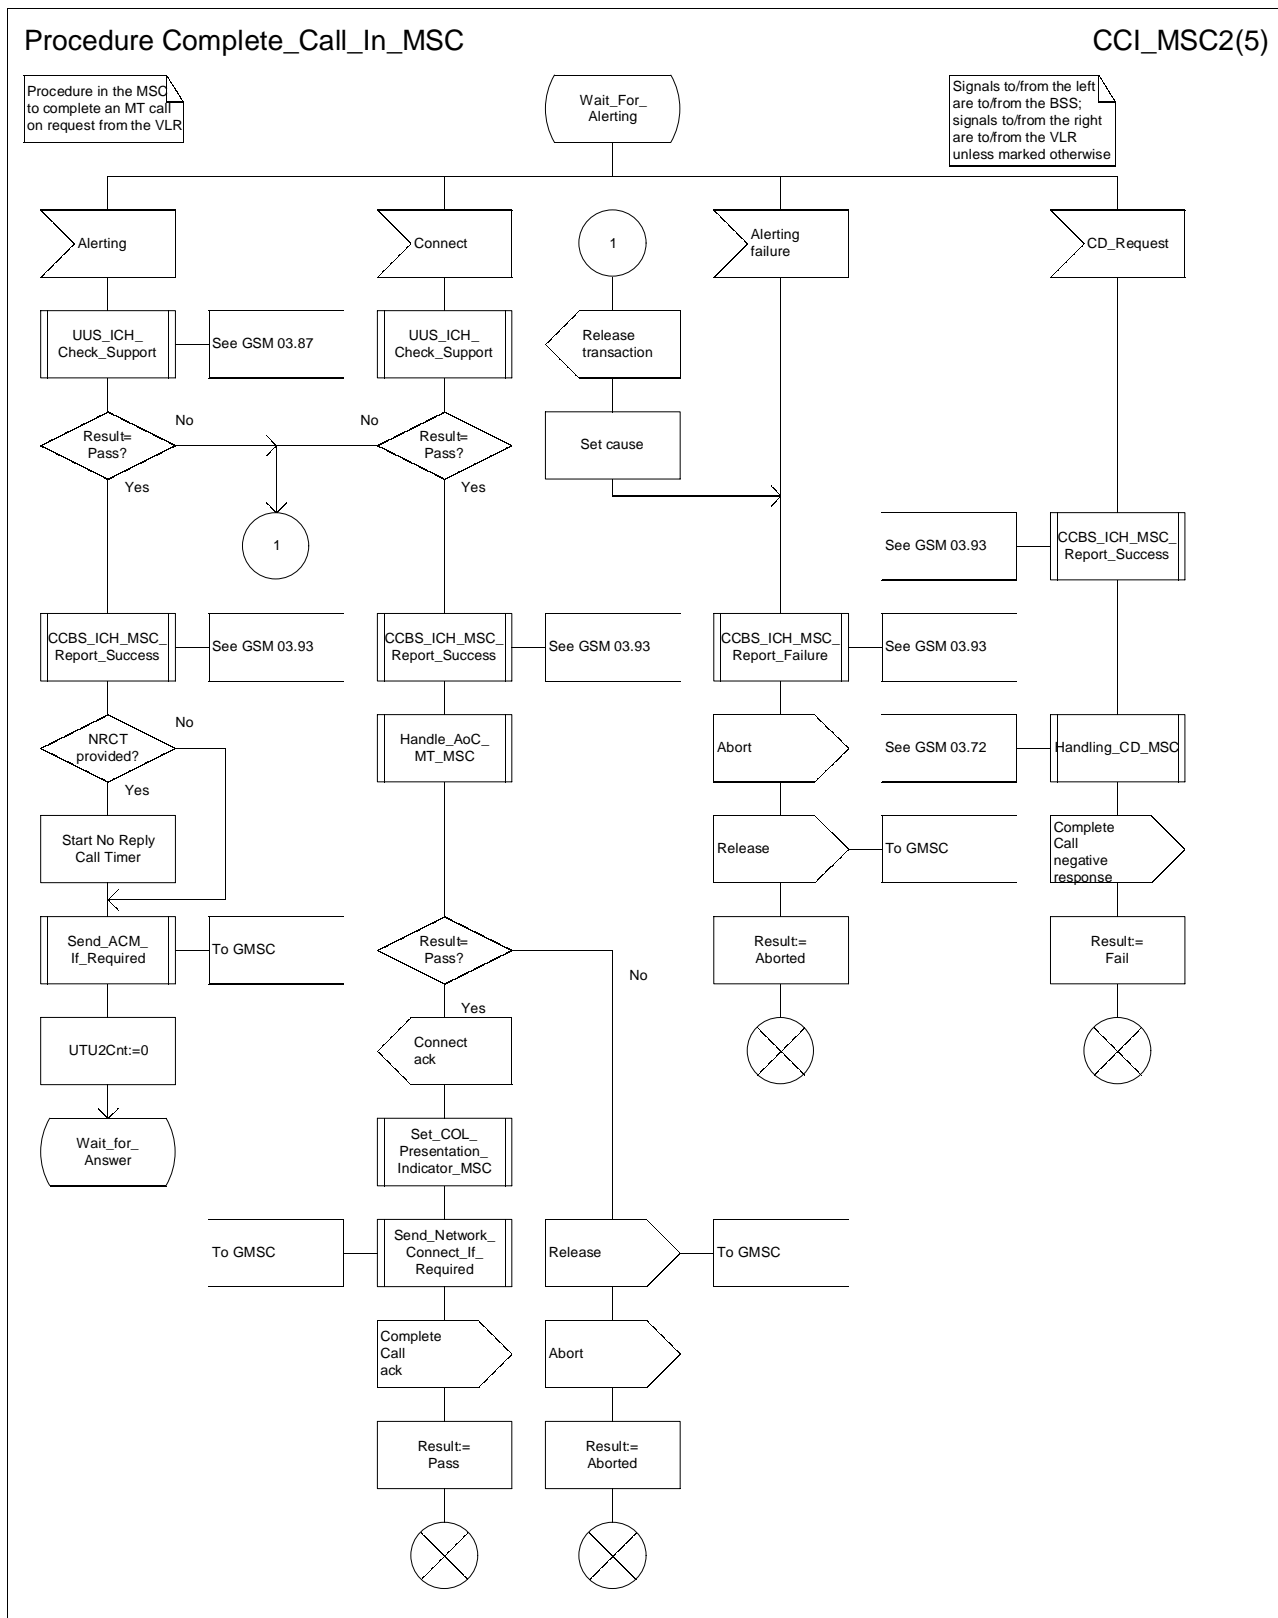 Procedure Complete_Call_In_MSC
CCI_MSC2(5)
Procedure in the MSC
to complete an MT call
on request from the VLR
Wait_For_
Alerting
Signals to/from the left
are to/from the BSS;
signals to/from the right
are to/from the VLR
unless marked otherwise
Alerting
Connect
1
Alerting
failure
CD_Request
UUS_ICH_
Check_Support
See GSM 03.87
UUS_ICH_
Check_Support
Release
transaction
Result=
Pass?
No
Yes
No
Result=
Pass?
Yes
Set cause
1
See GSM 03.93
CCBS_ICH_MSC_
Report_Success
CCBS_ICH_MSC_
Report_Success
See GSM 03.93
CCBS_ICH_MSC_
Report_Success
See GSM 03.93
CCBS_ICH_MSC_
Report_Failure
See GSM 03.93
NRCT
provided?
No
Yes
Handle_AoC_
MT_MSC
Abort
See GSM 03.72
Handling_CD_MSC
Start No Reply
Call Timer
Release
To GMSC
Complete
Call
negative
response
Send_ACM_
If_Required
To GMSC
Result=
Pass?
No
Yes
Result:=
Aborted
Result:=
Fail
UTU2Cnt:=0
Connect
ack
Wait_for_
Answer
Set_COL_
Presentation_
Indicator_MSC
To GMSC
Send_Network_
Connect_If_
Required
Release
To GMSC
Complete
Call
ack
Abort
Result:=
Pass
Result:=
Aborted